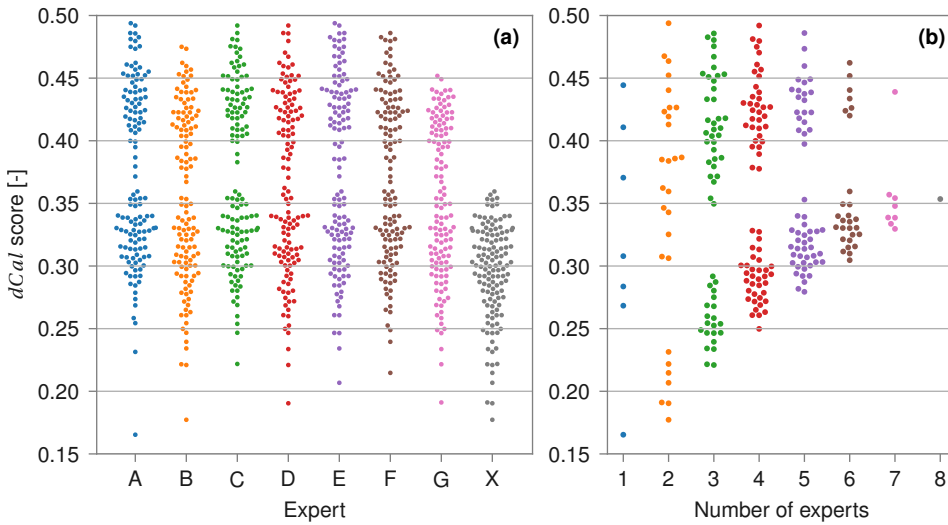 0.50
0.45
0.40
0.35
0.30
0.25
0.20
0.15
dCal score [-]
A B C D E F G X
Expert
(a)
0.50
0.45
0.40
0.35
0.30
0.25
0.20
0.15
1 2 3 4 5 6 7 8
Number of experts
(b)